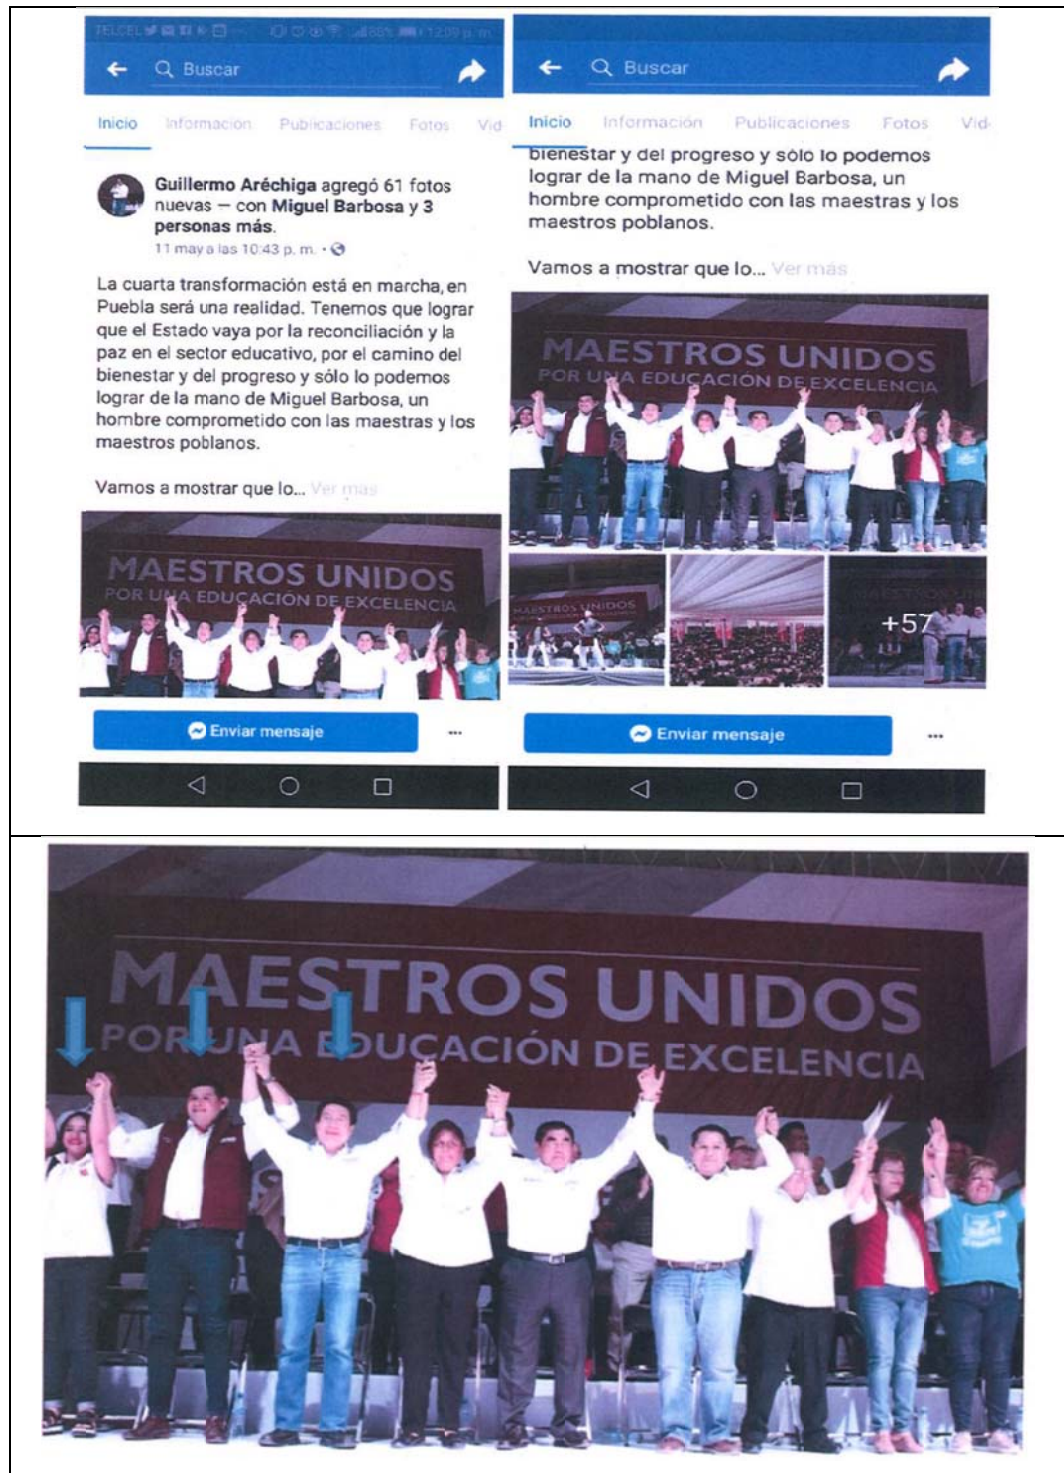 TELCEL
12:09 p. m.
Buscar
Inicio Información Publicaciones Fotos Vid
Guillermo Aréchiga agregó 61 fotos
nuevas — con Miguel Barbosa y 3
personas más.
11 may a las 10:43 p. m. ·
La cuarta transformación está en marcha, en
Puebla será una realidad. Tenemos que lograr
que el Estado vaya por la reconciliación y la
paz en el sector educativo, por el camino del
bienestar y del progreso y sólo lo podemos
lograr de la mano de Miguel Barbosa, un
hombre comprometido con las maestras y los
maestros poblanos.
Vamos a mostrar que lo... Ver más
MAESTROS UNIDOS
POR UNA EDUCACIÓN DE EXCELENCIA
Enviar mensaje
Buscar
Inicio Información Publicaciones Fotos Vid
bienestar y del progreso y sólo lo podemos
lograr de la mano de Miguel Barbosa, un
hombre comprometido con las maestras y los
maestros poblanos.
Vamos a mostrar que lo... Ver más
MAESTROS UNIDOS
POR UNA EDUCACIÓN DE EXCELENCIA
MAESTROS UNIDOS
+57
Enviar mensaje
MAESTROS UNIDOS
POR UNA EDUCACIÓN DE EXCELENCIA